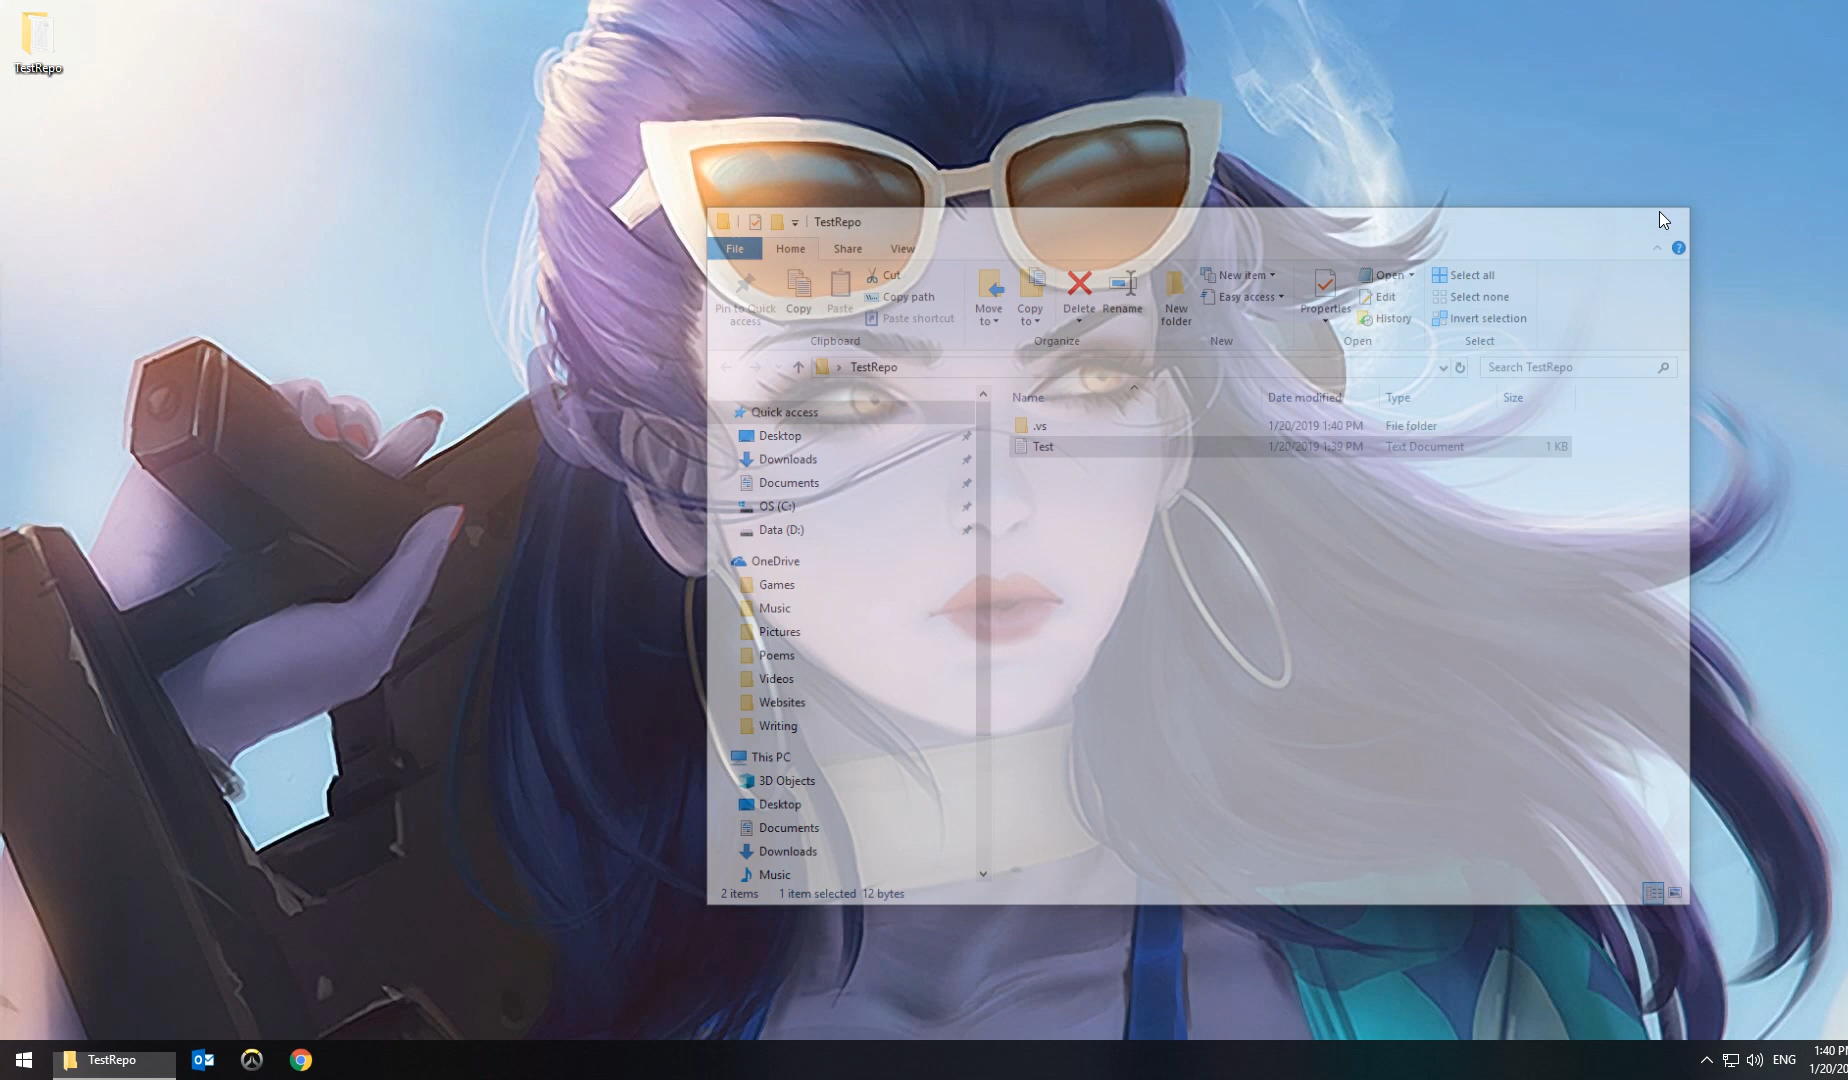 TestRepo
TestRepo
File Home Share View
Pin to Quick access
Copy
Paste
Cut
Copy path
Paste shortcut
Clipboard
Move to
Copy to
Delete
Rename
Organize
New folder
New item
Easy access
New
Properties
Open
Edit
History
Open
Select all
Select none
Invert selection
Select
TestRepo
Search TestRepo
Name Date modified Type Size
.vs 1/20/2019 1:40 PM File folder
Test 1/20/2019 1:39 PM Text Document 1 KB
Quick access
Desktop
Downloads
Documents
OS (C:)
Data (D:)
OneDrive
Games
Music
Pictures
Poems
Videos
Websites
Writing
This PC
3D Objects
Desktop
Documents
Downloads
Music
2 items 1 item selected 12 bytes
TestRepo
ENG
1:40 P
1/20/20